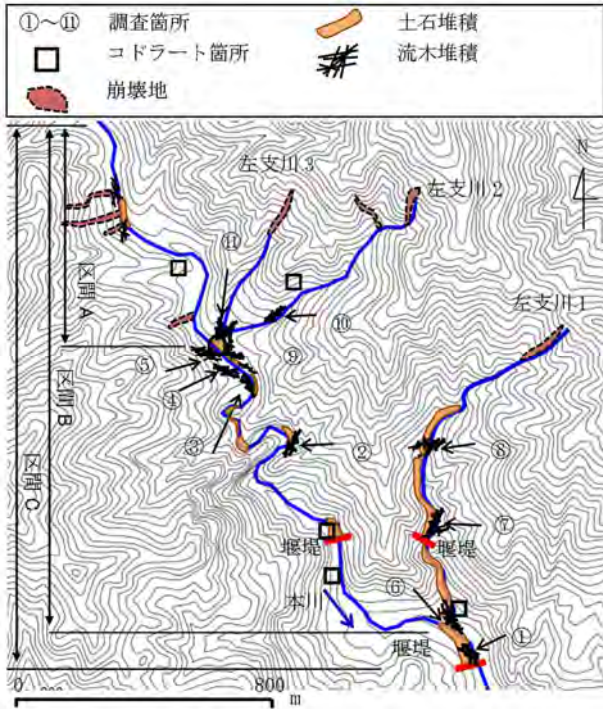 ①～⑪ 調査箇所 土石堆積
コドラート箇所 流木堆積
崩壊地
左支川3
N
左支川2
⑪
区間A
左支川1
⑩
⑤
⑨
④
区間B
③
②
⑧
区間C
⑦
堰堤
堰堤
本川
⑥
①
堰堤
0 800 m